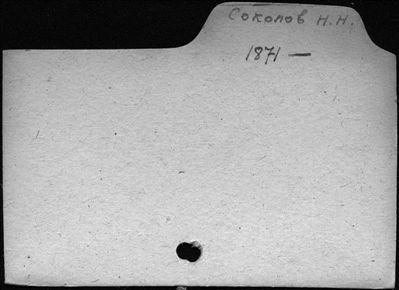 Соколов Н.Н.
1871 —